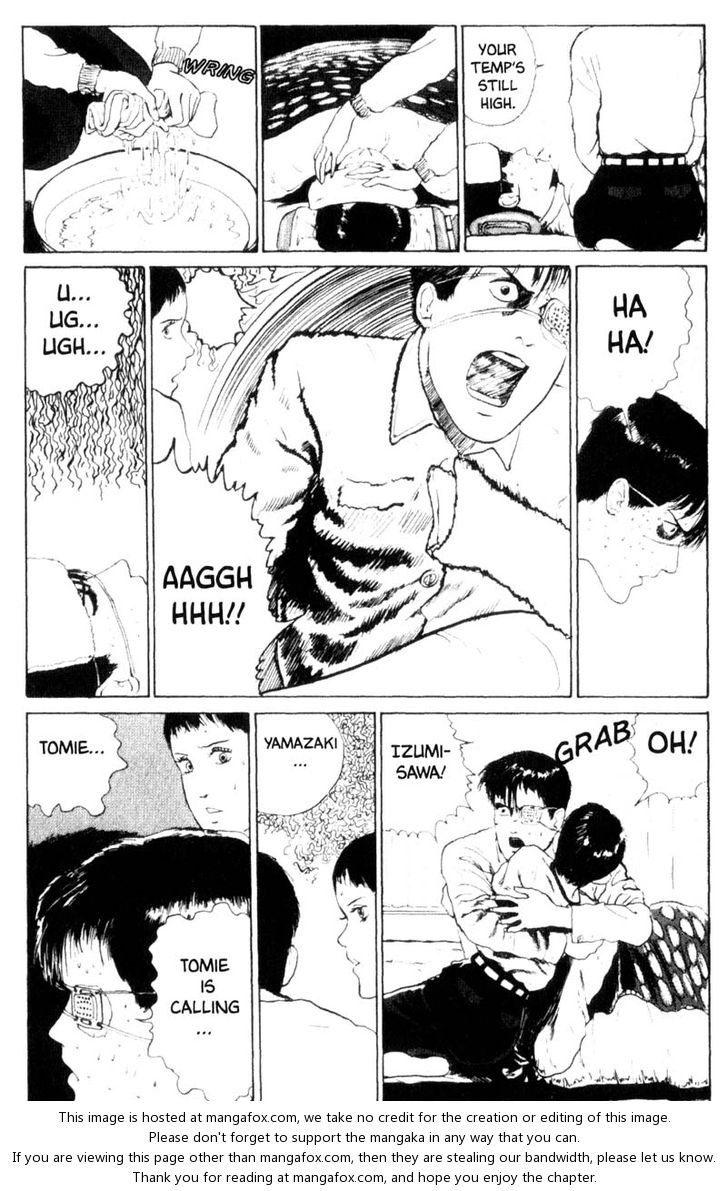 WRING
YOUR
TEMP'S
STILL
HIGH.
U...
UG...
UGH...
AAGGH
HHH!!
HA
HA!
TOMIE...
TOMIE
IS
CALLING
...
YAMAZAKI
...
IZUMI-
SAWA!
GRAB
OH!
This image is hosted at mangafox.com, we take no credit for the creation or editing of this image.
Please don't forget to support the mangaka in any way that you can.
If you are viewing this page other than mangafox.com, then they are stealing our bandwidth, please let us know.
Thank you for reading at mangafox.com, and hope you enjoy the chapter.